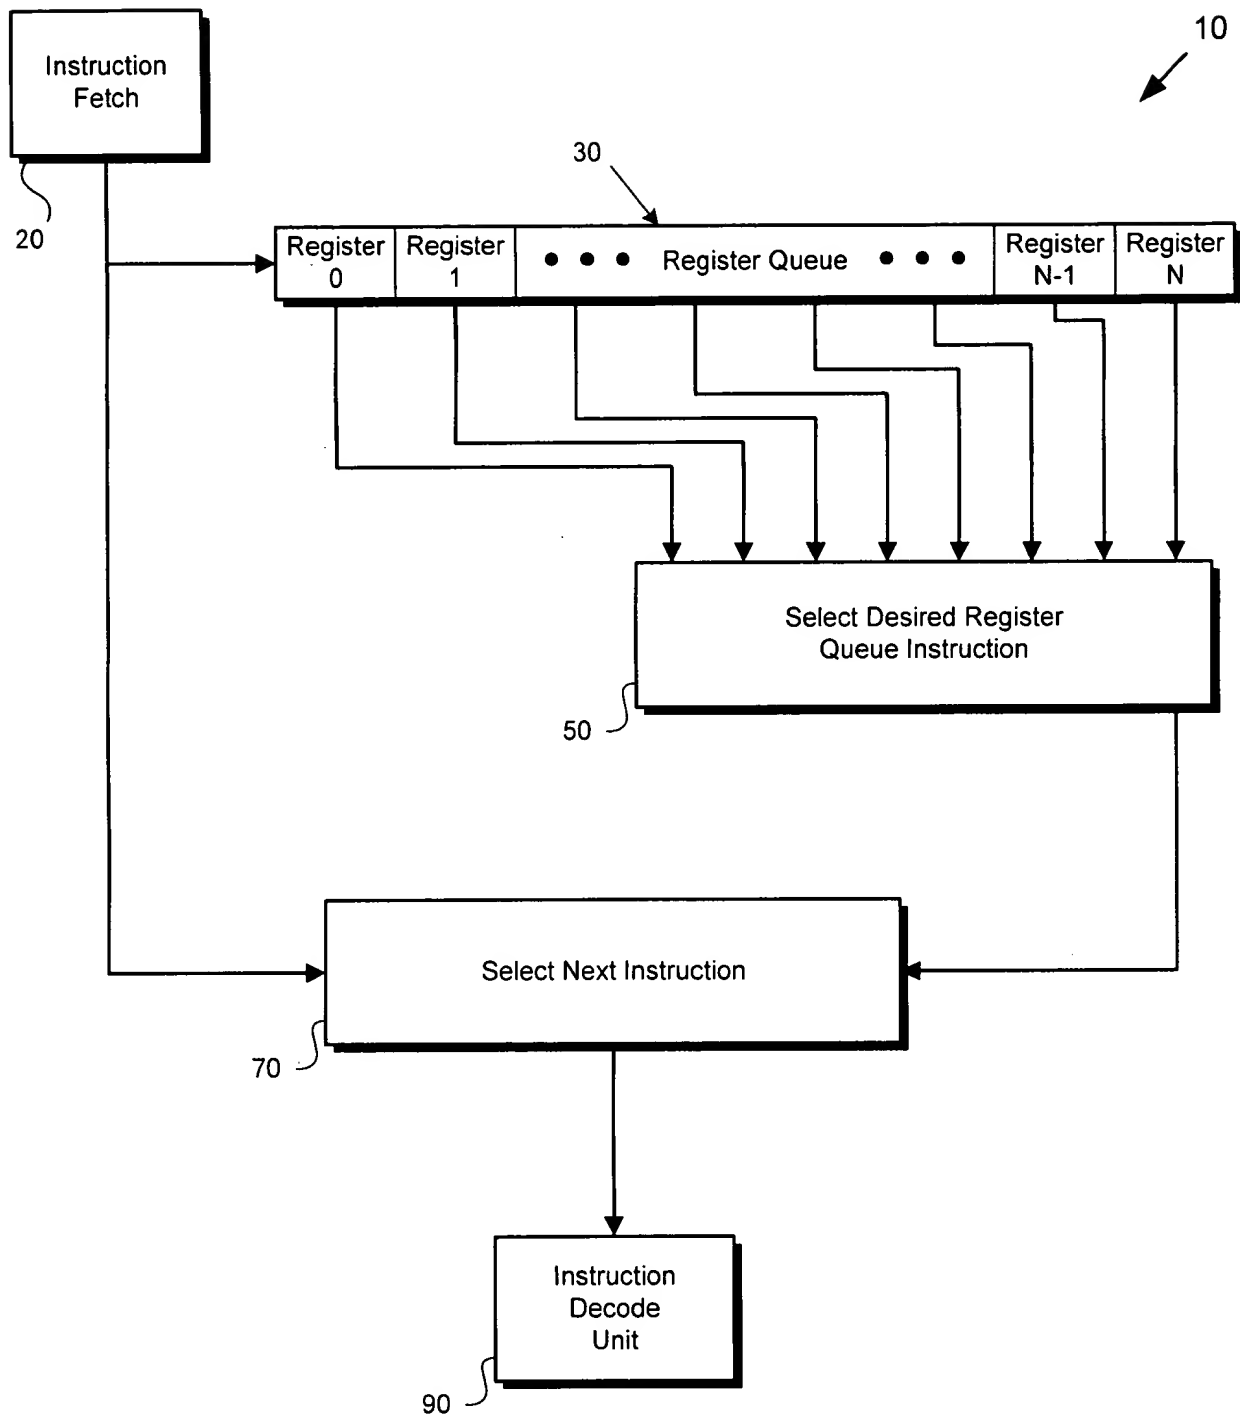 Instruction
Fetch
10
20
30
Register
0
Register
1
• • • Register Queue • • •
Register
N-1
Register
N
Select Desired Register
Queue Instruction
50
Select Next Instruction
70
Instruction
Decode
Unit
90